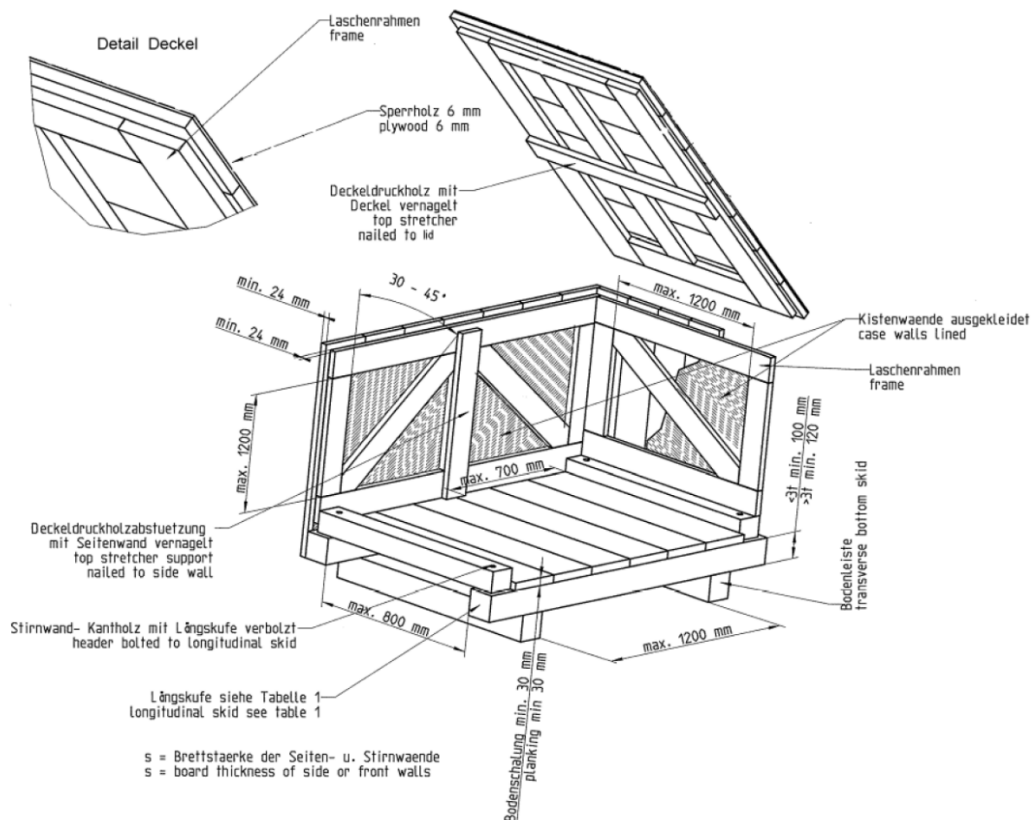 Laschenrahmen
frame
Detail Deckel
Sperrholz 6 mm
plywood 6 mm
Deckeldruckholz mit
Deckel vernagelt
top stretcher
nailed to lid
min. 24 mm
30 - 45°
max. 1200 mm
min. 24 mm
Kistenwaende ausgekleidet
case walls lined
Laschenrahmen
frame
max. 1200 mm
<3t min. 100 mm
>3t min. 120 mm
max. 700 mm
Deckeldruckholzabstuetzung
mit Seitenwand vernagelt
top stretcher support
nailed to side wall
Bodenleiste
transverse bottom skid
Stirnwand- Kantholz mit Längskufe verbolzt
header bolted to longitudinal skid
max. 800 mm
max. 1200 mm
Längskufe siehe Tabelle 1
longitudinal skid see table 1
Bodenschalung min. 30 mm
planking min 30 mm
s = Brettstaerke der Seiten- u. Stirnwaende
s = board thickness of side or front walls